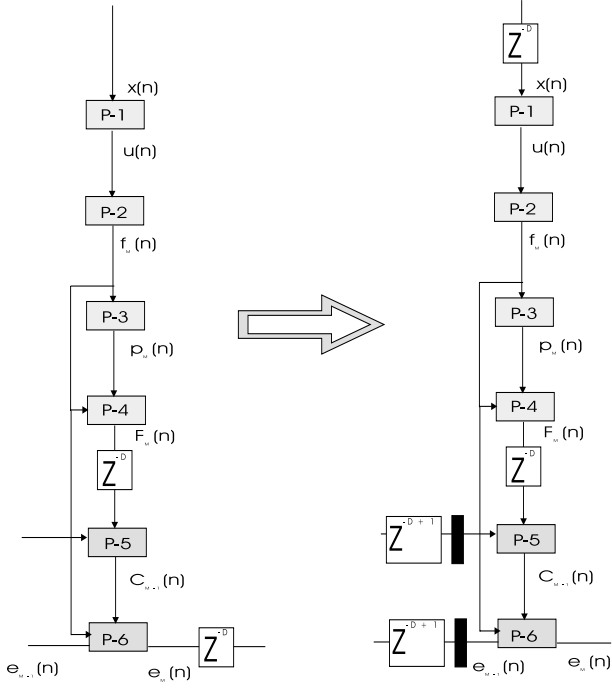 x(n)
P-1
u(n)
P-2
f_M(n)
P-3
p_M(n)
P-4
F_M(n)
Z^-D
P-5
C_M-1(n)
P-6
e_M-1(n)
e_M(n)
Z^-D
Z^-D
x(n)
P-1
u(n)
P-2
f_M(n)
P-3
p_M(n)
P-4
F_M(n)
Z^-D
Z^-D+1
P-5
C_M-1(n)
Z^-D+1
P-6
e_M-1(n)
e_M(n)